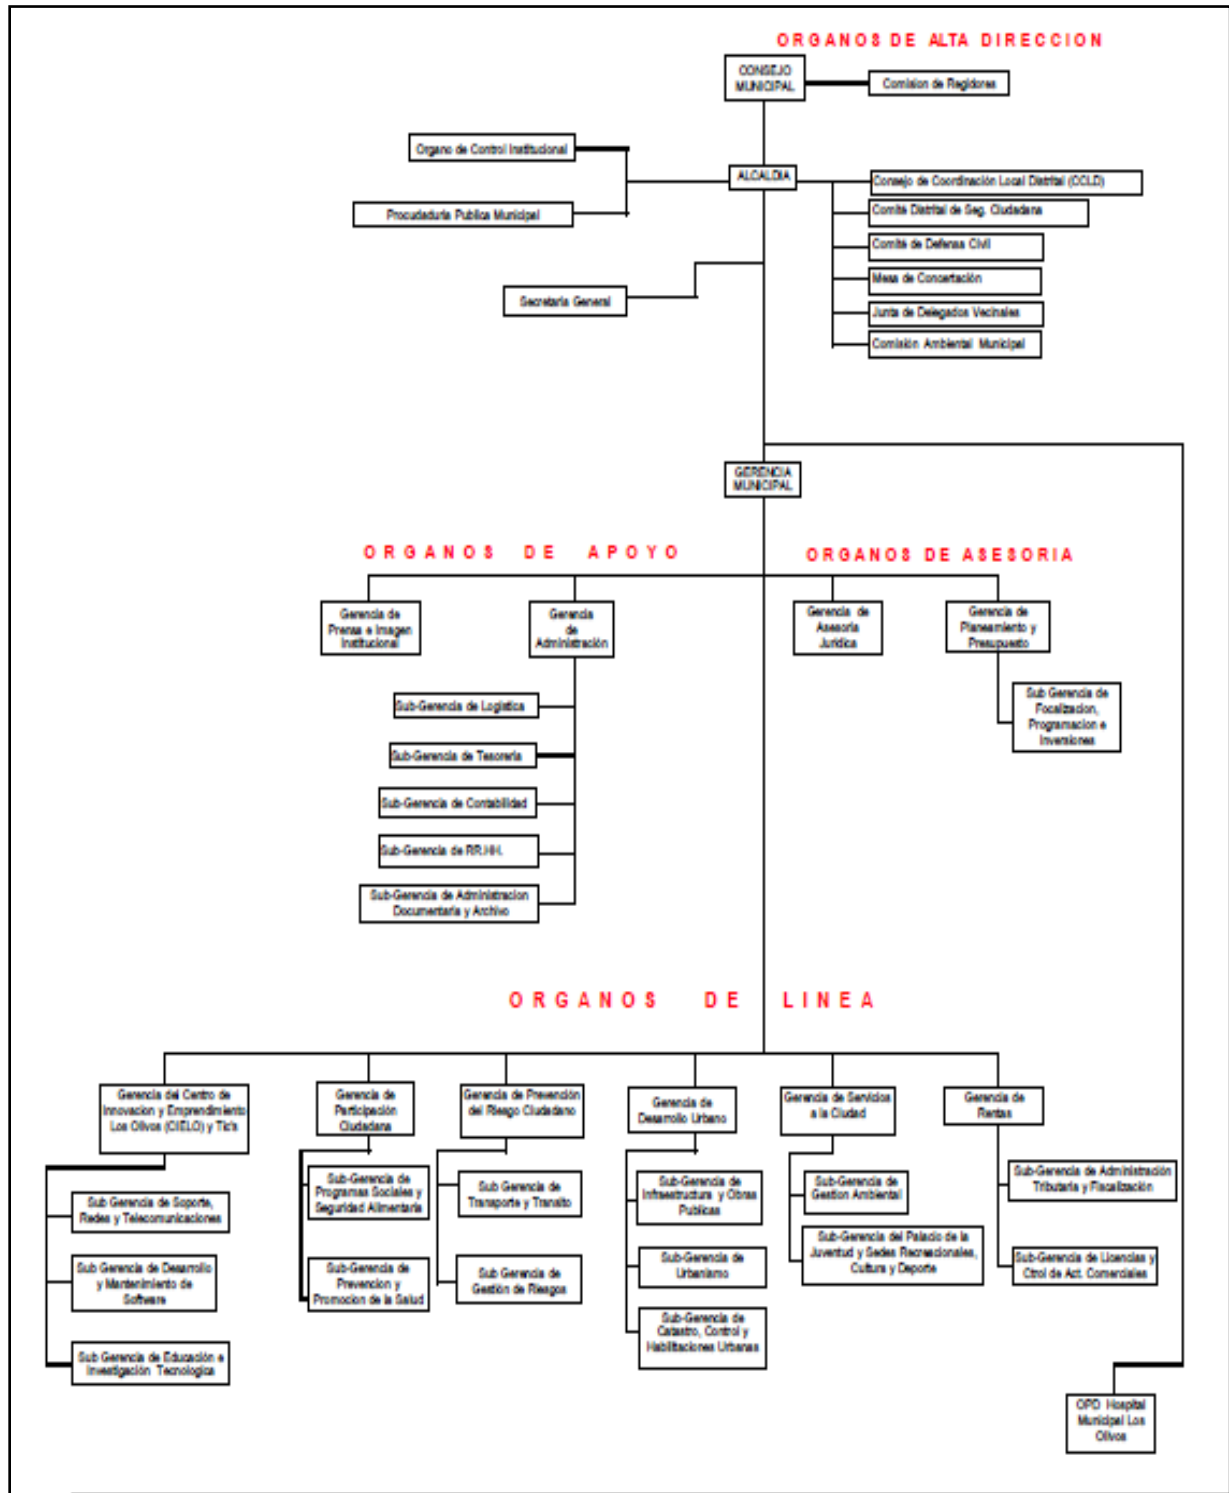 ORGANOS DE ALTA DIRECCION
CONSEJO
MUNICIPAL
Comision de Regidores
Organo de Control Institucional
ALCALDIA
Consejo de Coordinación Local Distrital (CCLD)
Procuduria Publica Municipal
Comité Distrital de Seg. Ciudadana
Comité de Defensa Civil
Mesa de Concertación
Secretaria General
Junta de Delegados Vecinales
Comisión Ambiental Municipal
GERENCIA
MUNICIPAL
ORGANOS DE APOYO
ORGANOS DE ASESORIA
Gerencia de
Prensa e Imagen
Institucional
Gerencia
de
Administración
Gerencia de
Asesoria
Juridica
Gerencia de
Planeamiento y
Presupuesto
Sub-Gerencia de Logística
Sub-Gerencia de Tesorería
Sub-Gerencia de Contabilidad
Sub-Gerencia de RR.HH.
Sub-Gerencia de Administracion
Documentaria y Archivo
Sub Gerencia de
Focalizacion,
Programacion e
Inversiones
ORGANOS DE LINEA
Gerencia del Centro de
Innovacion y Emprendimiento
Los Olivos (CIELO) y Tic's
Sub Gerencia de Soporte,
Redes y Telecomunicaciones
Sub Gerencia de Desarrollo
y Mantenimiento de
Software
Sub Gerencia de Educación e
Investigación Tecnologica
Gerencia de
Participación
Ciudadana
Sub-Gerencia de
Programas Sociales y
Seguridad Alimentaria
Sub-Gerencia de
Prevencion y
Promocion de la Salud
Gerencia de Prevención
del Riesgo Ciudadano
Sub Gerencia de
Transporte y Transito
Sub Gerencia de
Gestión de Riesgos
Gerencia de
Desarrollo Urbano
Sub-Gerencia de
Infraestructura y Obras
Publicas
Sub-Gerencia de
Urbanismo
Sub-Gerencia de
Catastro, Control y
Habilitaciones Urbanas
Gerencia de Servicios
a la Ciudad
Sub-Gerencia de
Gestion Ambiental
Sub-Gerencia del Palacio de la
Juventud y Sedes Recreacionales,
Cultura y Deporte
Gerencia de
Rentas
Sub-Gerencia de Administración
Tributaria y Fiscalización
Sub-Gerencia de Licencias y
Ctrol de Act. Comerciales
OPD Hospital
Municipal Los
Olivos